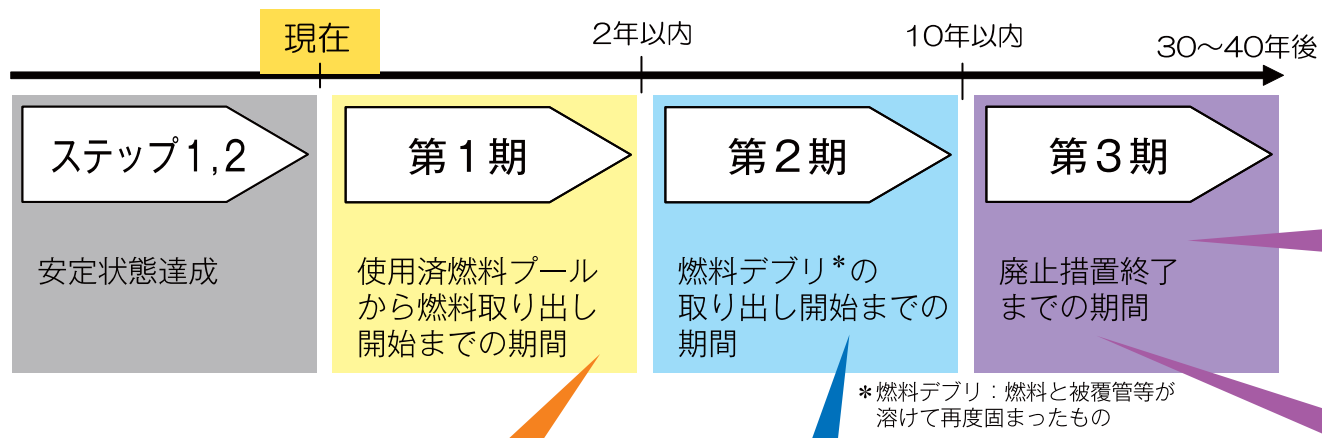 現在
2年以内
10年以内
30～40年後
ステップ1,2
第1期
第2期
第3期
安定状態達成
使用済燃料プール
から燃料取り出し
開始までの期間
燃料デブリ*の
取り出し開始までの
期間
廃止措置終了
までの期間
*燃料デブリ：燃料と被覆管等が
溶けて再度固まったもの